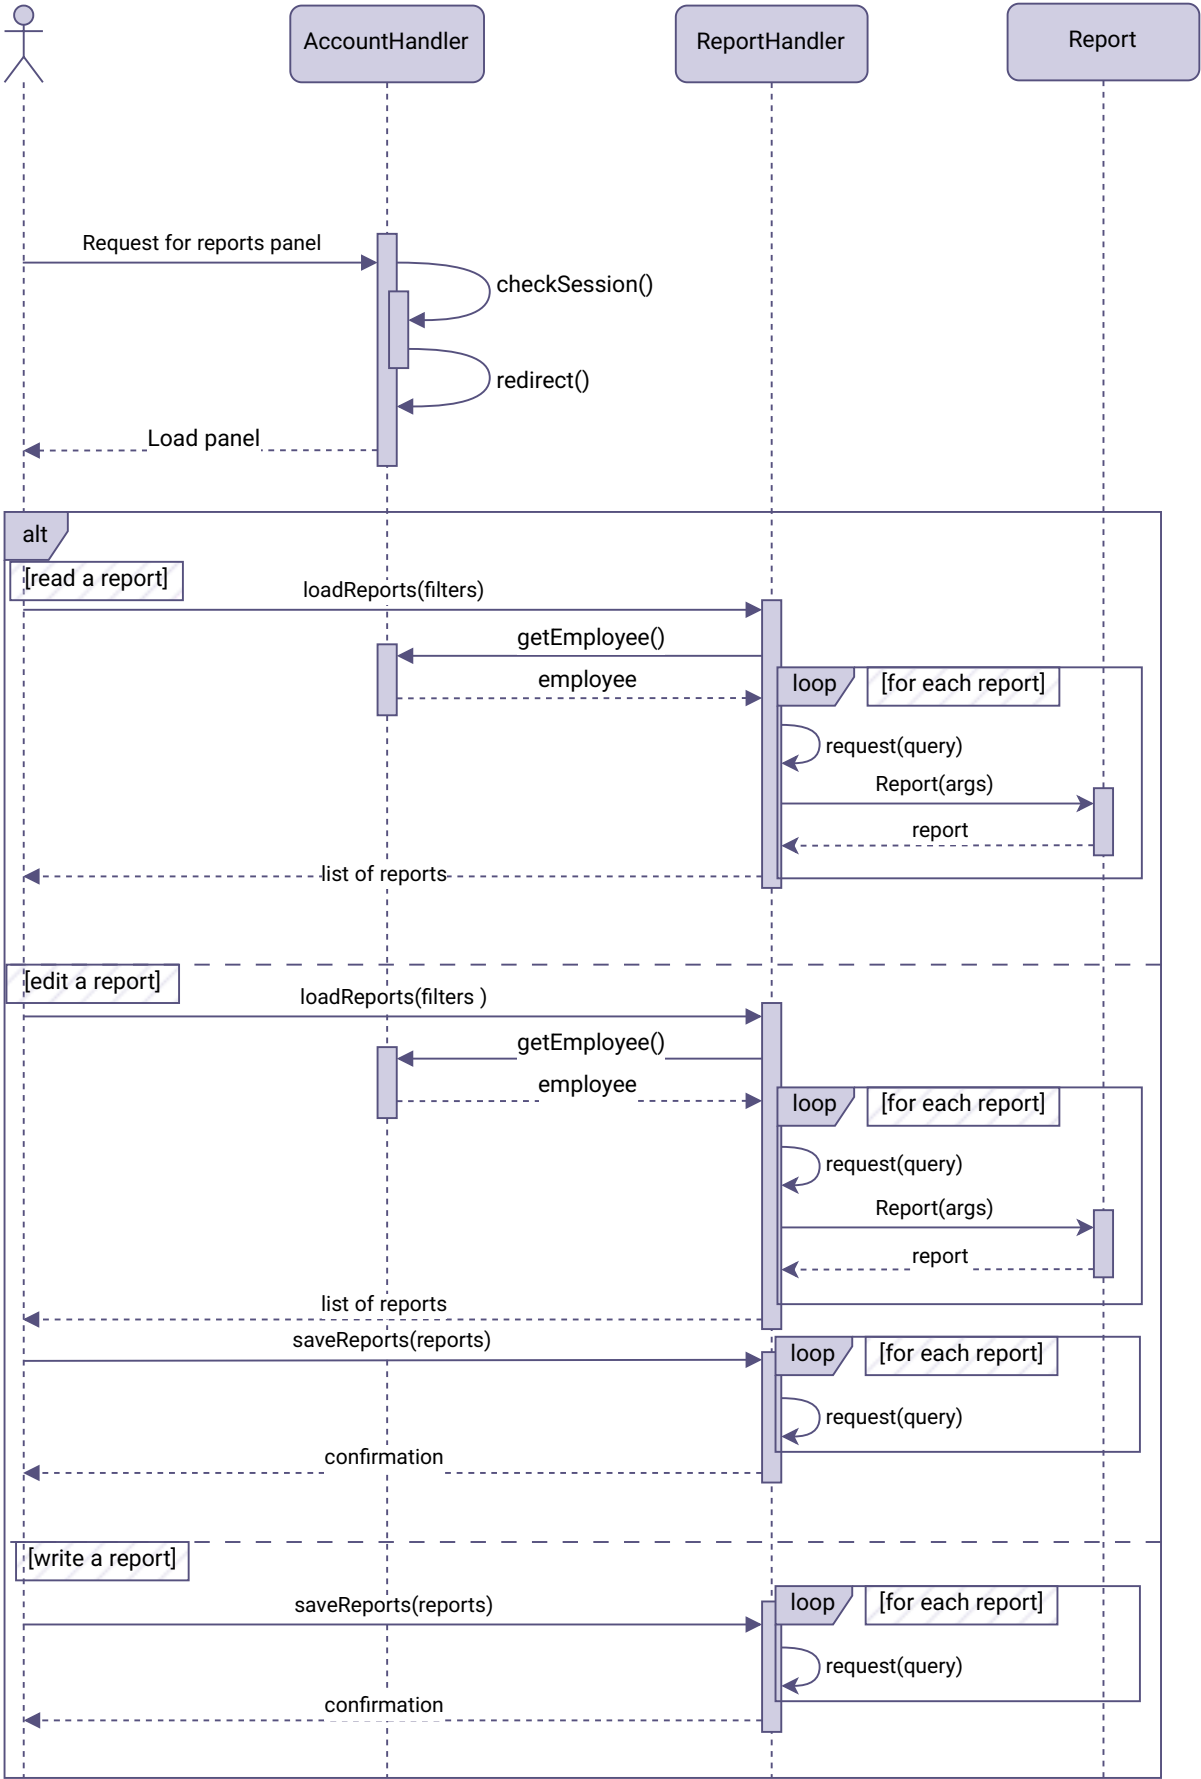 AccountHandler
ReportHandler
Report
Request for reports panel
checkSession()
redirect()
Load panel
alt
[read a report]
loadReports(filters)
getEmployee()
employee
loop
[for each report]
request(query)
Report(args)
report
list of reports
[edit a report]
loadReports(filters )
getEmployee()
employee
loop
[for each report]
request(query)
Report(args)
report
list of reports
saveReports(reports)
loop
[for each report]
request(query)
confirmation
[write a report]
saveReports(reports)
loop
[for each report]
request(query)
confirmation